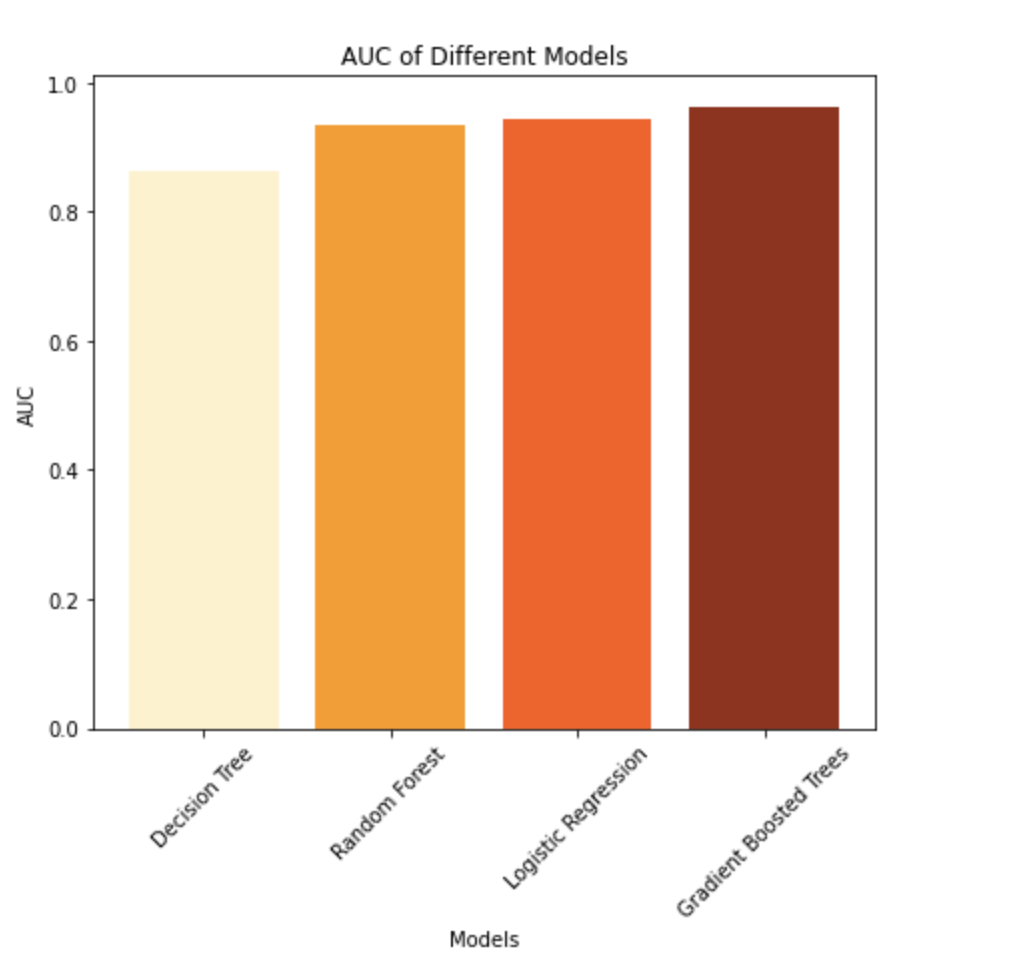 AUC of Different Models
1.0
0.8
0.6
0.4
0.2
0.0
AUC
Decision Tree
Random Forest
Logistic Regression
Gradient Boosted Trees
Models